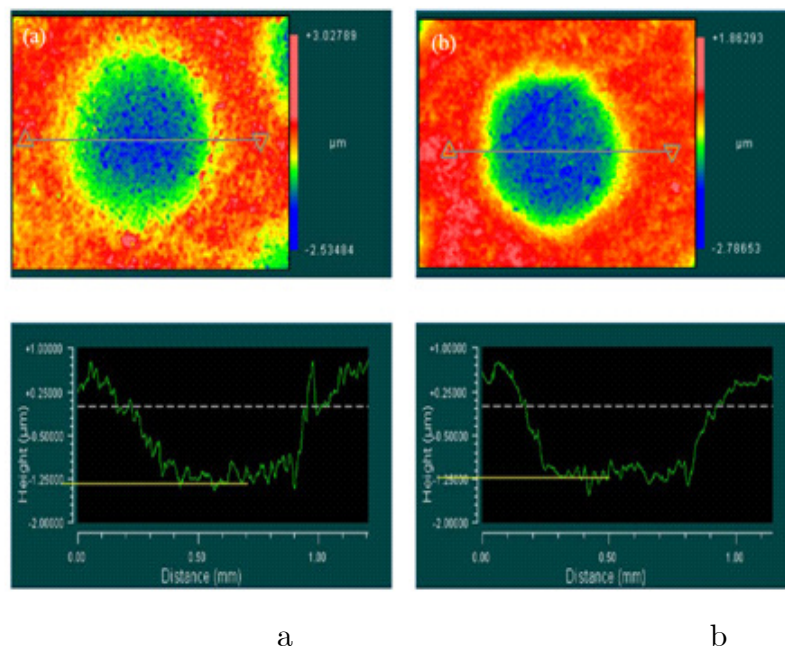 (a)
+3.02789
µm
-2.53484
(b)
+1.86293
µm
-2.78653
+1.00000
+0.25000
-0.50000
-1.25000
-2.00000
Height (µm)
0.00
0.50
1.00
Distance (mm)
+1.00000
+0.25000
-0.50000
-1.25000
-2.00000
Height (µm)
0.00
0.50
1.00
Distance (mm)
a
b